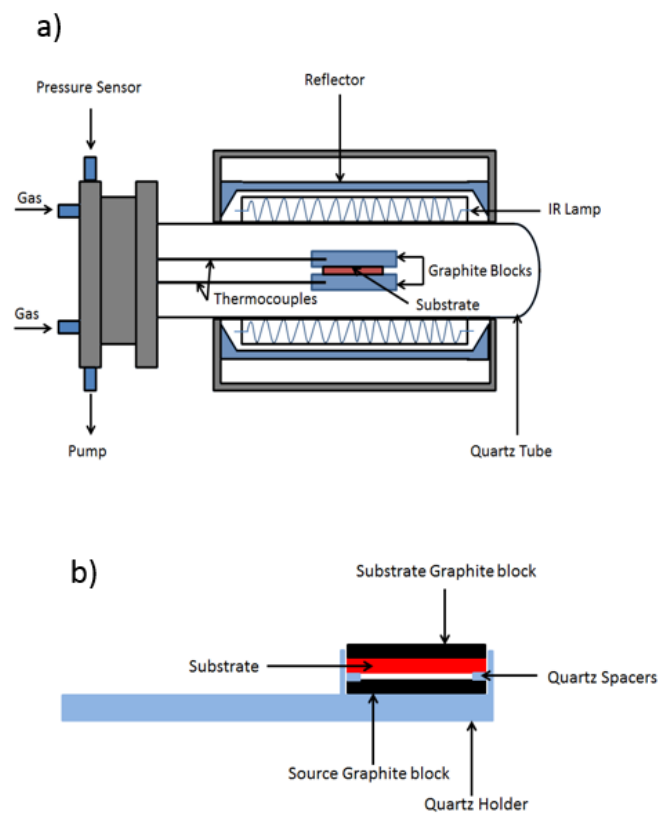 a)
Pressure Sensor
Reflector
Gas
IR Lamp
Graphite Blocks
Thermocouples
Substrate
Gas
Pump
Quartz Tube
b)
Substrate Graphite block
Substrate
Quartz Spacers
Source Graphite block
Quartz Holder